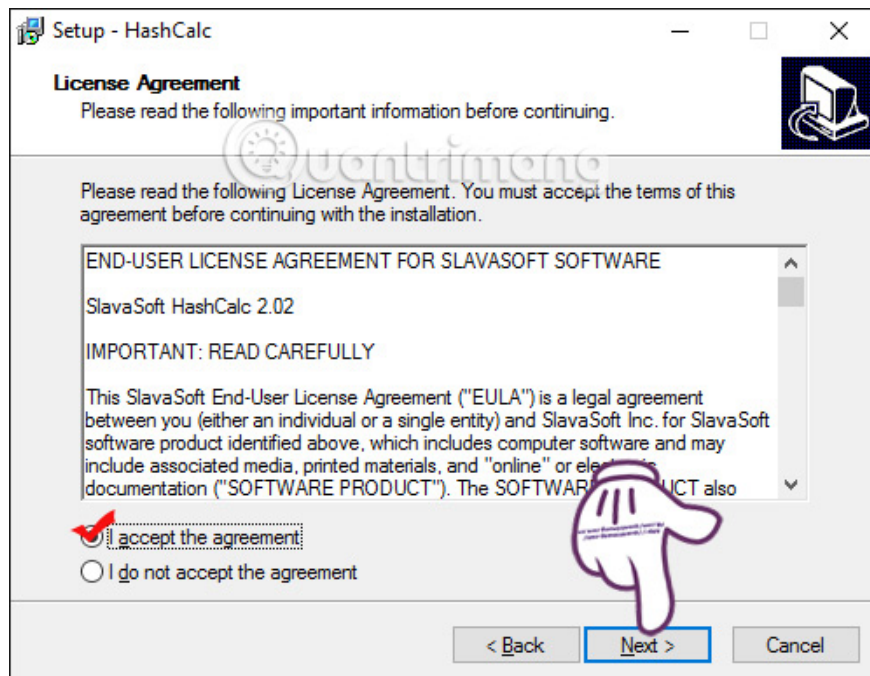 Setup - HashCalc
License Agreement
Please read the following important information before continuing.
Quantrimang
Please read the following License Agreement. You must accept the terms of this
agreement before continuing with the installation.
END-USER LICENSE AGREEMENT FOR SLAVASOFT SOFTWARE
SlavaSoft HashCalc 2.02
IMPORTANT: READ CAREFULLY
This SlavaSoft End-User License Agreement ("EULA") is a legal agreement
between you (either an individual or a single entity) and SlavaSoft Inc. for SlavaSoft
software product identified above, which includes computer software and may
include associated media, printed materials, and "online" or electronic
documentation ("SOFTWARE PRODUCT"). The SOFTWARE PRODUCT also
I accept the agreement
I do not accept the agreement
< Back
Next >
Cancel